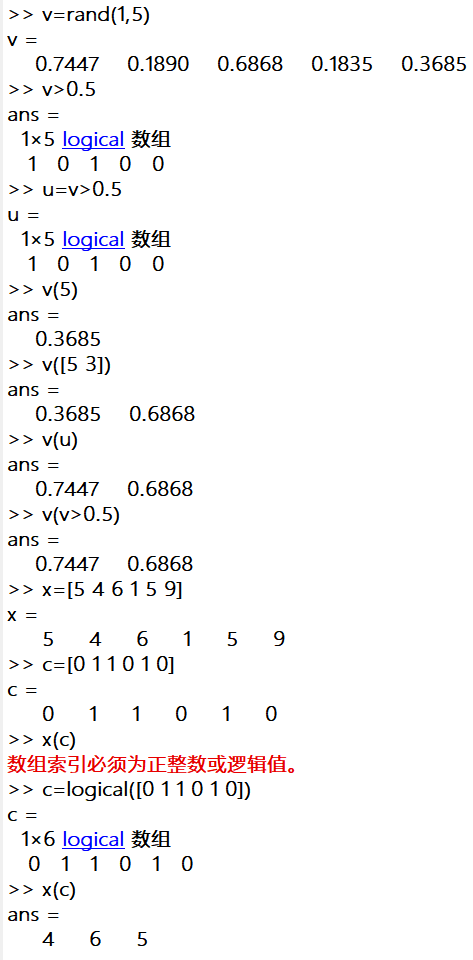 >> v=rand(1,5)
v =
0.7447 0.1890 0.6868 0.1835 0.3685
>> v>0.5
ans =
1×5 logical 数组
1 0 1 0 0
>> u=v>0.5
u =
1×5 logical 数组
1 0 1 0 0
>> v(5)
ans =
0.3685
>> v([5 3])
ans =
0.3685 0.6868
>> v(u)
ans =
0.7447 0.6868
>> v(v>0.5)
ans =
0.7447 0.6868
>> x=[5 4 6 1 5 9]
x =
5 4 6 1 5 9
>> c=[0 1 1 0 1 0]
c =
0 1 1 0 1 0
>> x(c)
数组索引必须为正整数或逻辑值。
>> c=logical([0 1 1 0 1 0])
c =
1×6 logical 数组
0 1 1 0 1 0
>> x(c)
ans =
4 6 5